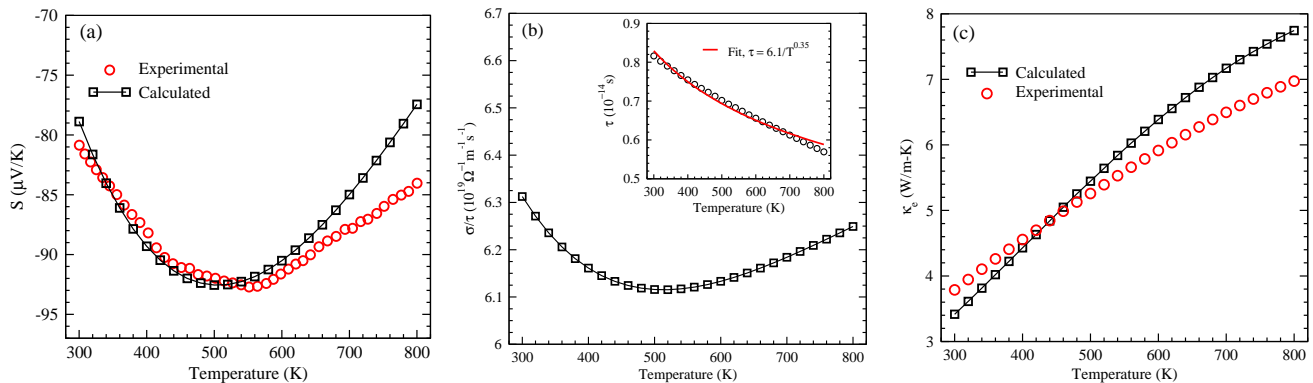 (a)
Experimental
Calculated
-70
-75
-80
-85
-90
-95
S (μV/K)
300 400 500 600 700 800
Temperature (K)
(b)
6.7
6.6
6.5
6.4
6.3
6.2
6.1
6
σ/τ (10^19 Ω^-1 m^-1 s^-1)
300 400 500 600 700 800
Temperature (K)
Fit, τ = 6.1/T^0.35
0.9
0.8
0.7
0.6
0.5
τ (10^-14 s)
300 400 500 600 700 800
Temperature (K)
(c)
Calculated
Experimental
8
7
6
5
4
3
κe (W/m-K)
300 400 500 600 700 800
Temperature (K)